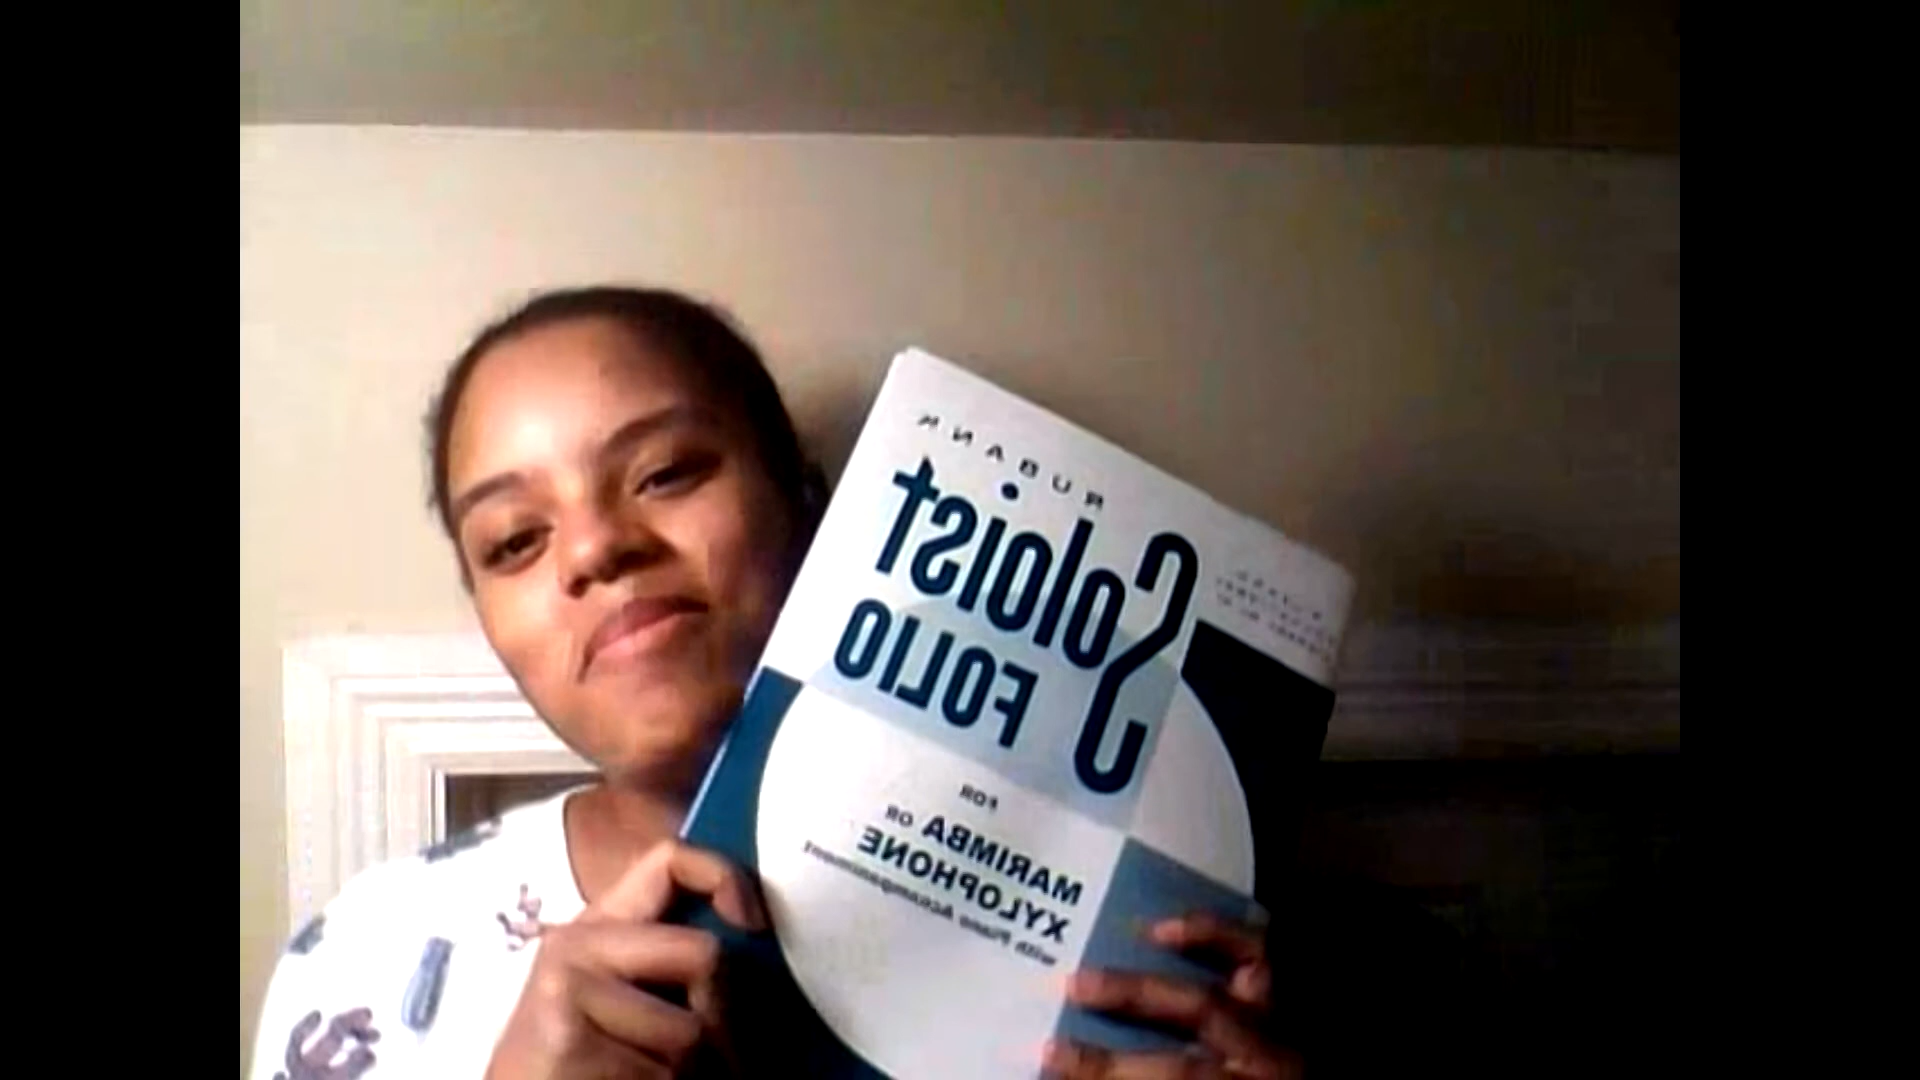 RUBANK
Soloist
FOLIO
FOR
MARIMBA OR
XYLOPHONE
with Piano Accompaniment